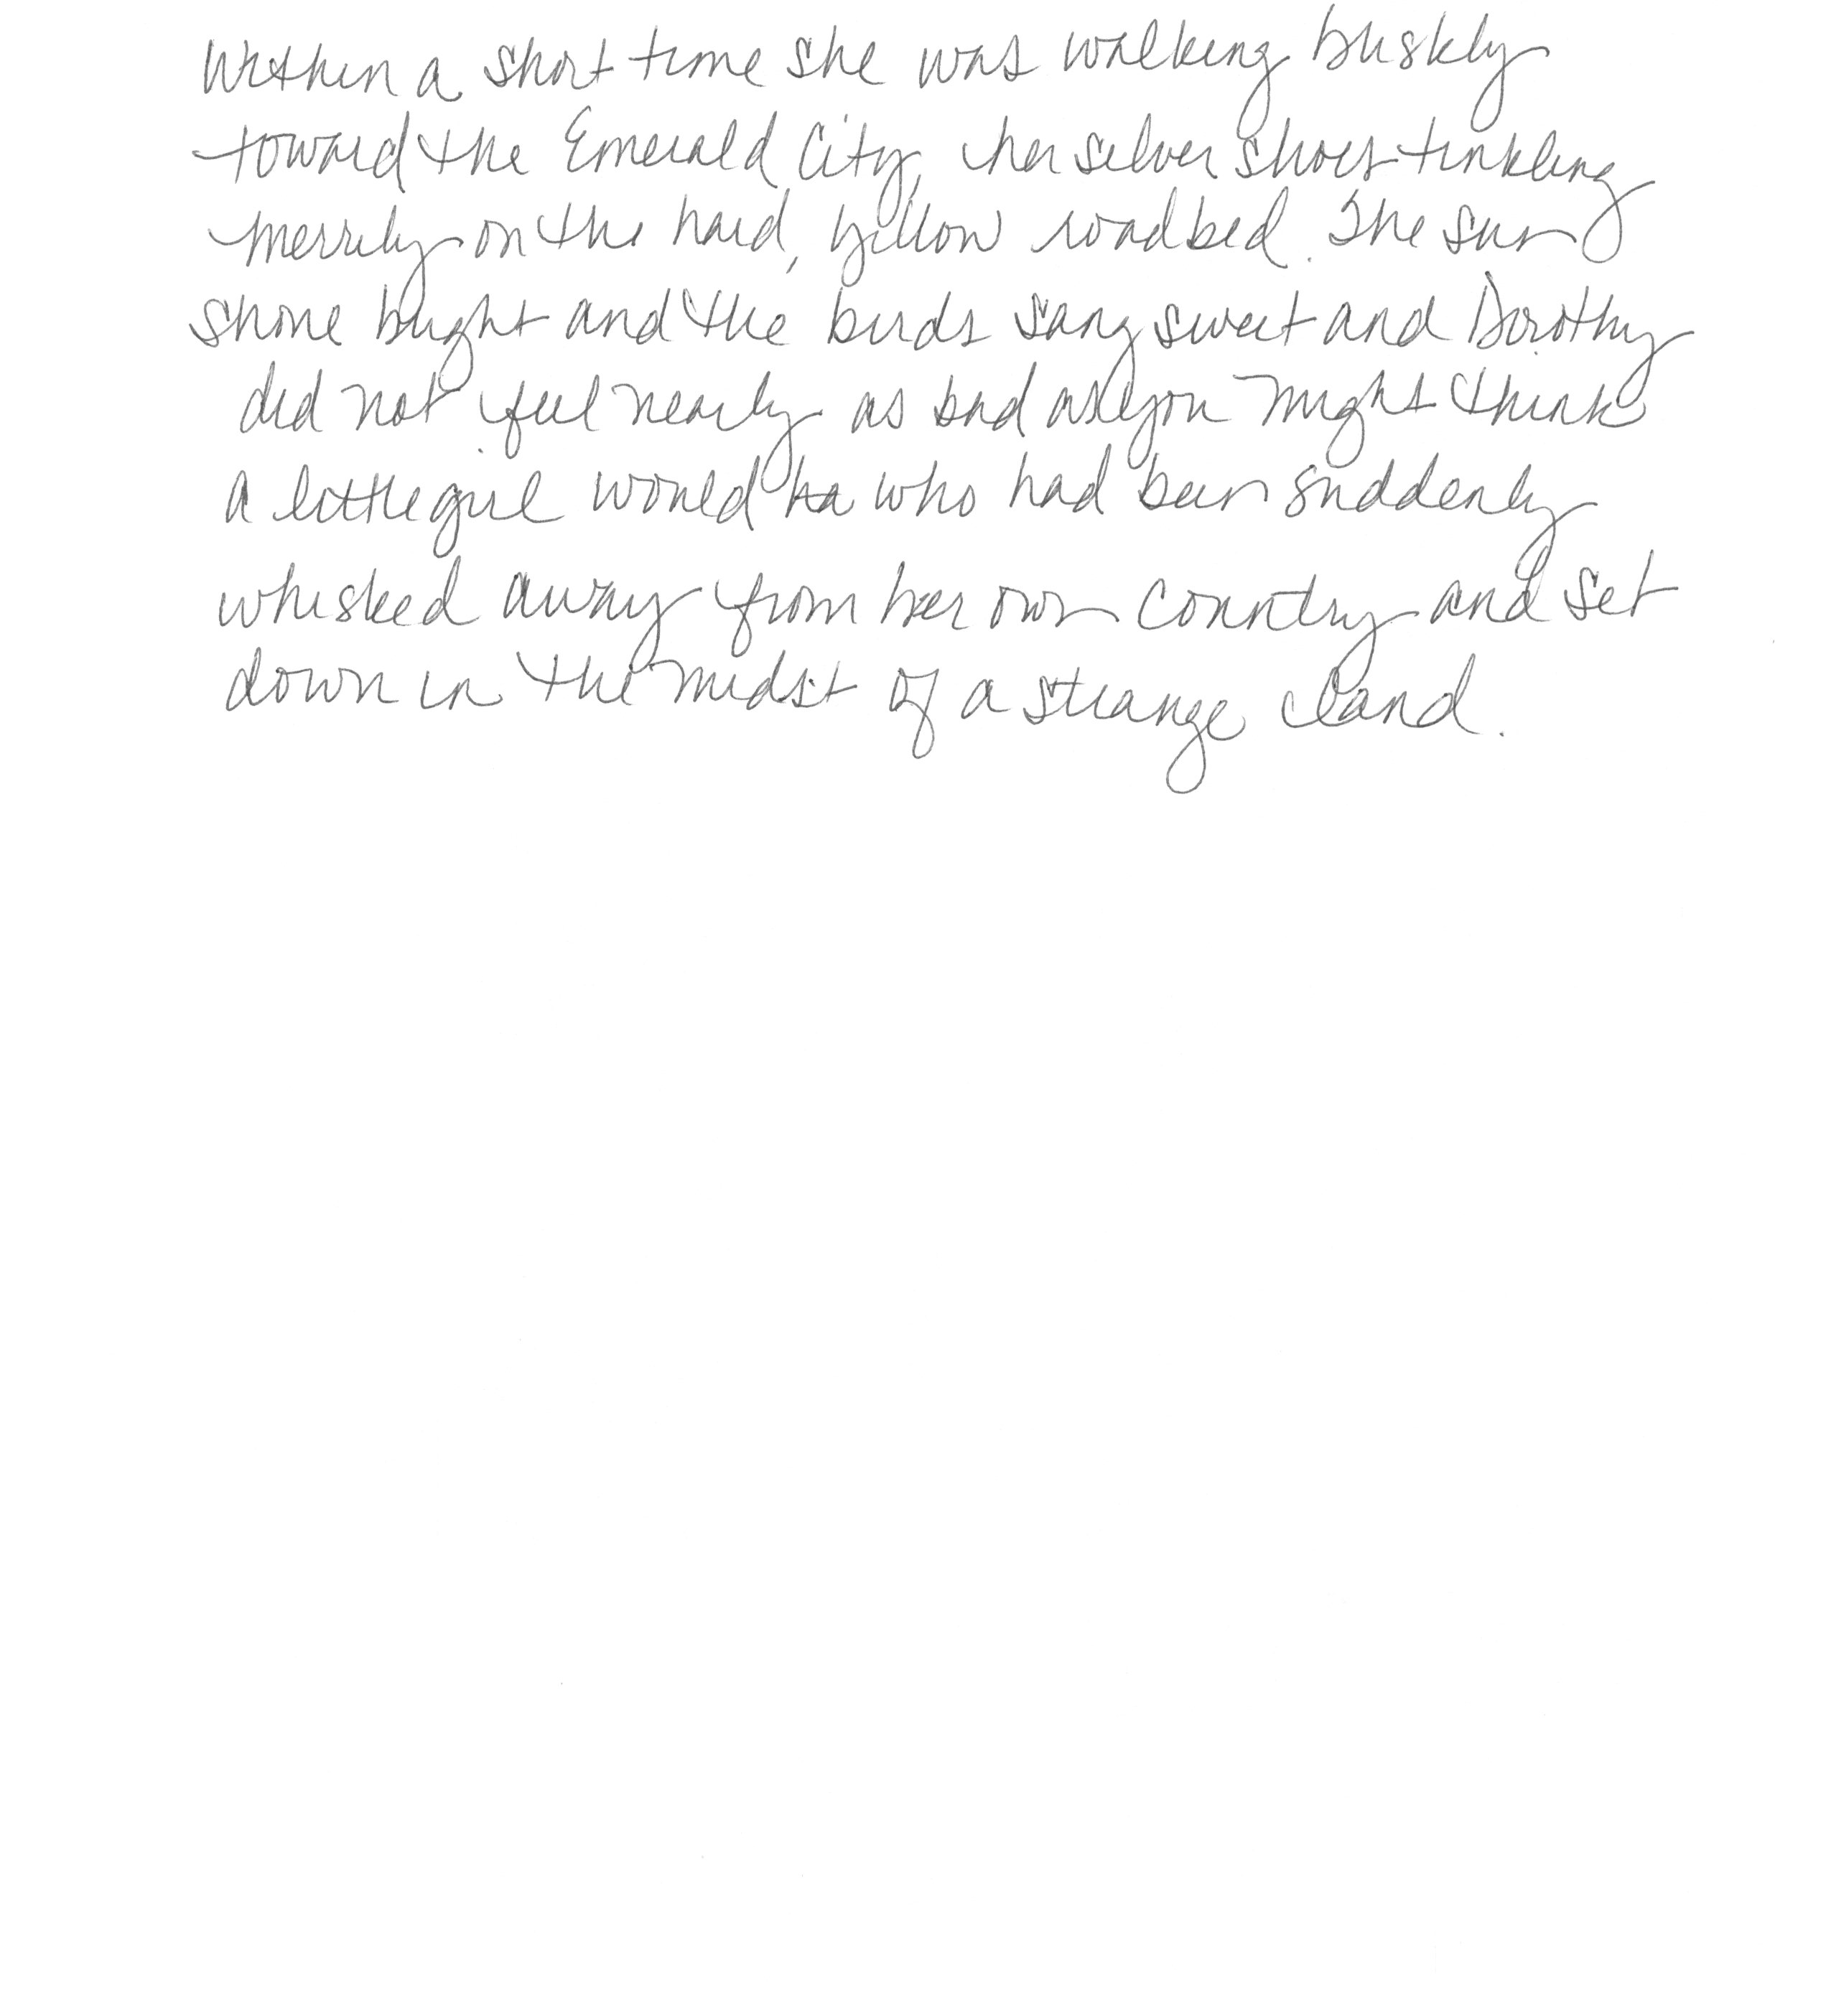 Within a short time she was walking briskly
toward the Emerald City, her silver shoes tinkling
merrily on the hard, yellow roadbed. The sun
shone bright and the birds sang sweet and Dorothy
did not feel nearly as bad as you might think
a little girl would who had been suddenly
whisked away from her own country and set
down in the midst of a strange land.